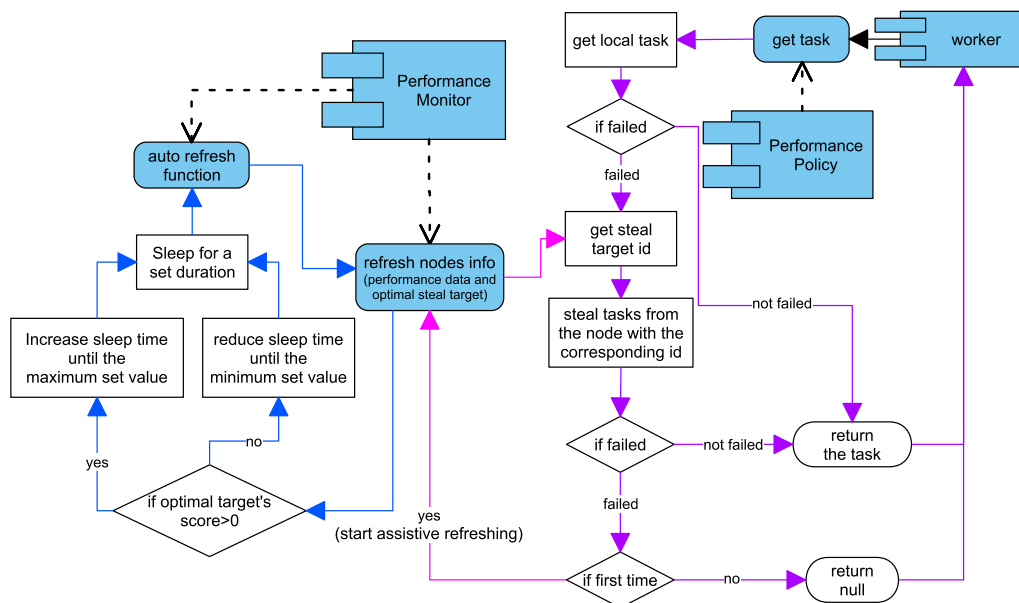 get local task
get task
worker
Performance
Monitor
if failed
Performance
Policy
auto refresh
function
failed
get steal
target id
Sleep for a
set duration
refresh nodes info
(performance data and
optimal steal target)
not failed
steal tasks from
the node with the
corresponding id
Increase sleep time
until the
maximum set value
reduce sleep time
until the
minimum set value
if failed
not failed
return
the task
no
yes
if optimal target's
score>0
failed
yes
(start assistive refreshing)
if first time
no
return
null